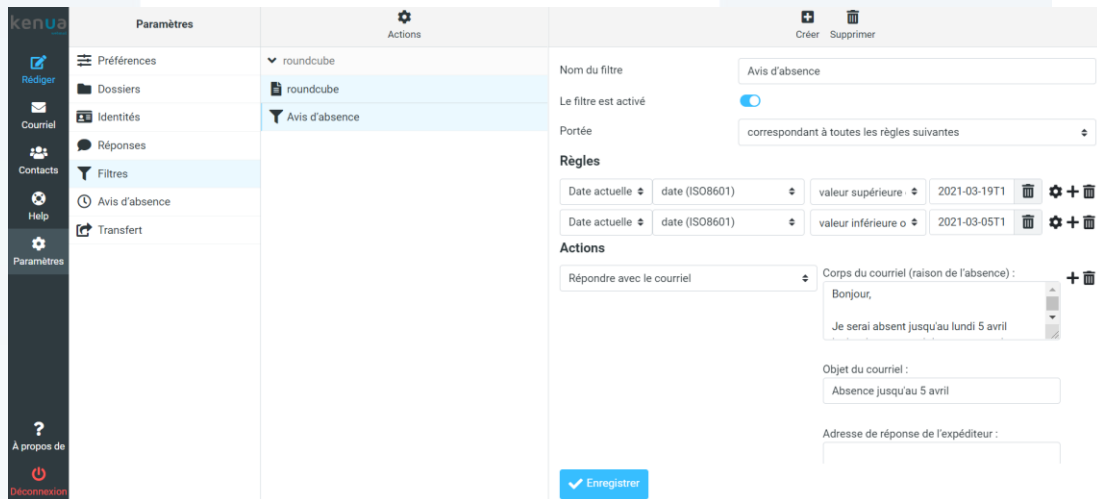 kenua
Rédiger
Courriel
Contacts
Help
Paramètres
À propos de
Déconnexion
Paramètres
Préférences
Dossiers
Identités
Réponses
Filtres
Avis d'absence
Transfert
Actions
roundcube
roundcube
Avis d'absence
Créer Supprimer
Nom du filtre Avis d'absence
Le filtre est activé
Portée correspondant à toutes les règles suivantes
Règles
Date actuelle date (ISO8601) valeur supérieure 2021-03-19T1
Date actuelle date (ISO8601) valeur inférieure o 2021-03-05T1
Actions
Répondre avec le courriel
Corps du courriel (raison de l'absence) :
Bonjour,
Je serai absent jusqu'au lundi 5 avril
Objet du courriel :
Absence jusqu'au 5 avril
Adresse de réponse de l'expéditeur :
Enregistrer